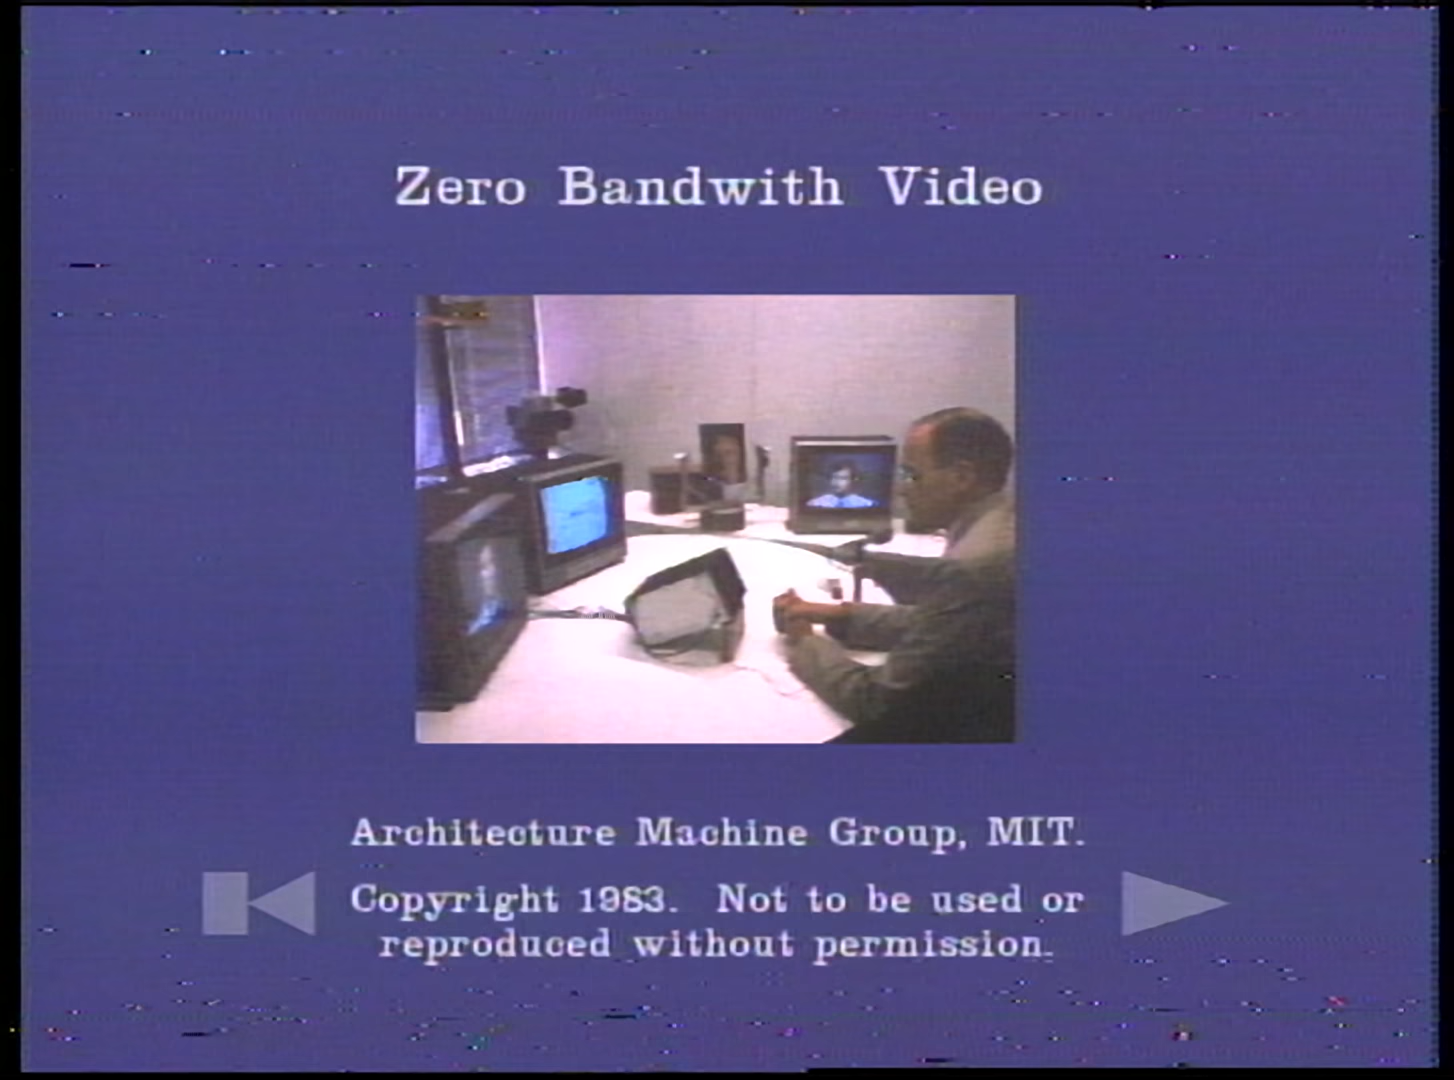 Zero Bandwith Video
Architecture Machine Group, MIT.
Copyright 1983.  Not to be used or
reproduced without permission.